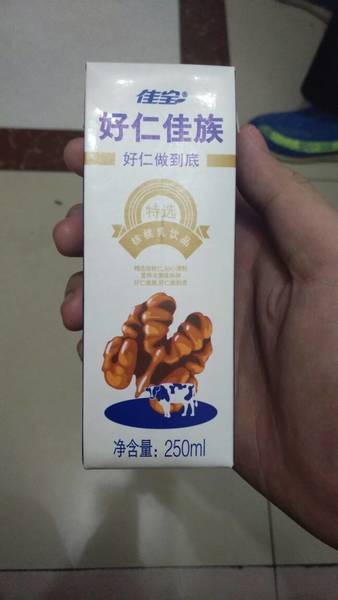 佳宝®
好仁佳族
好仁做到底
特选
核桃乳饮品
净含量：250ml